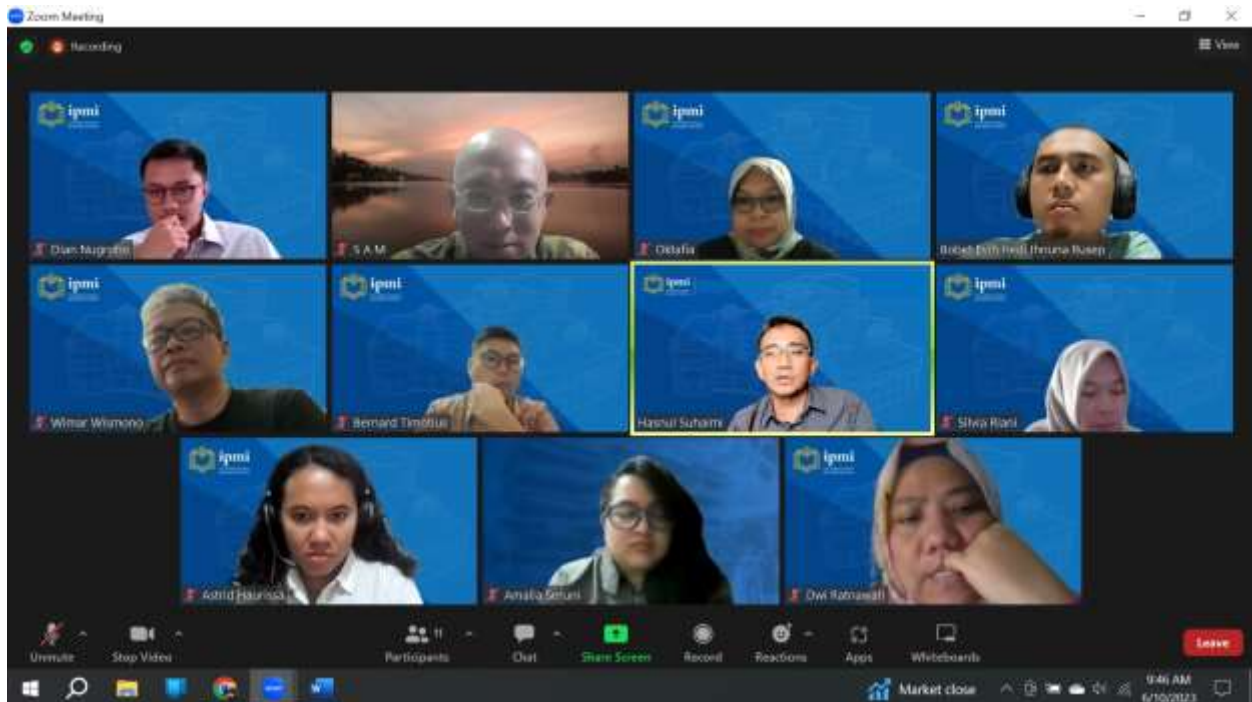 Zoom Meeting
Recording
View
ipmi
ipmi
ipmi
Dian Nugroho
S A M
Oktafia
ipmi
ipmi
ipmi
ipmi
Wilmar Wismono
Bernard Timotius
Hasnul Suhaimi
Silvia Riani
ipmi
ipmi
Astrid Haurissa
Amalia Seruni
Dwi Ratnawati
Unmute
Stop Video
Participants
11
Chat
Share Screen
Record
Reactions
Apps
Whiteboards
Leave
Market close
9:46 AM
6/10/2023